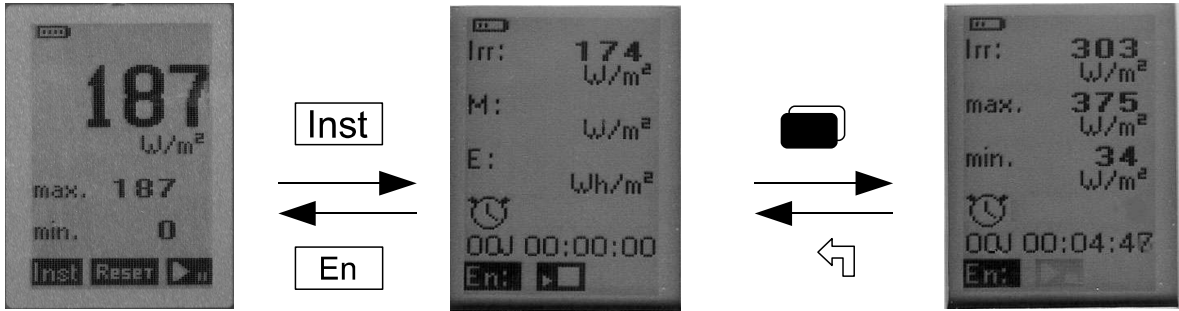 187
W/m²
max. 187
min. 0
Inst RESET
Inst
En
Irr: 174
W/m²
M:
W/m²
E:
Wh/m²
00J 00:00:00
En:
Irr: 303
W/m²
max. 375
W/m²
min. 34
W/m²
00J 00:04:47
En: